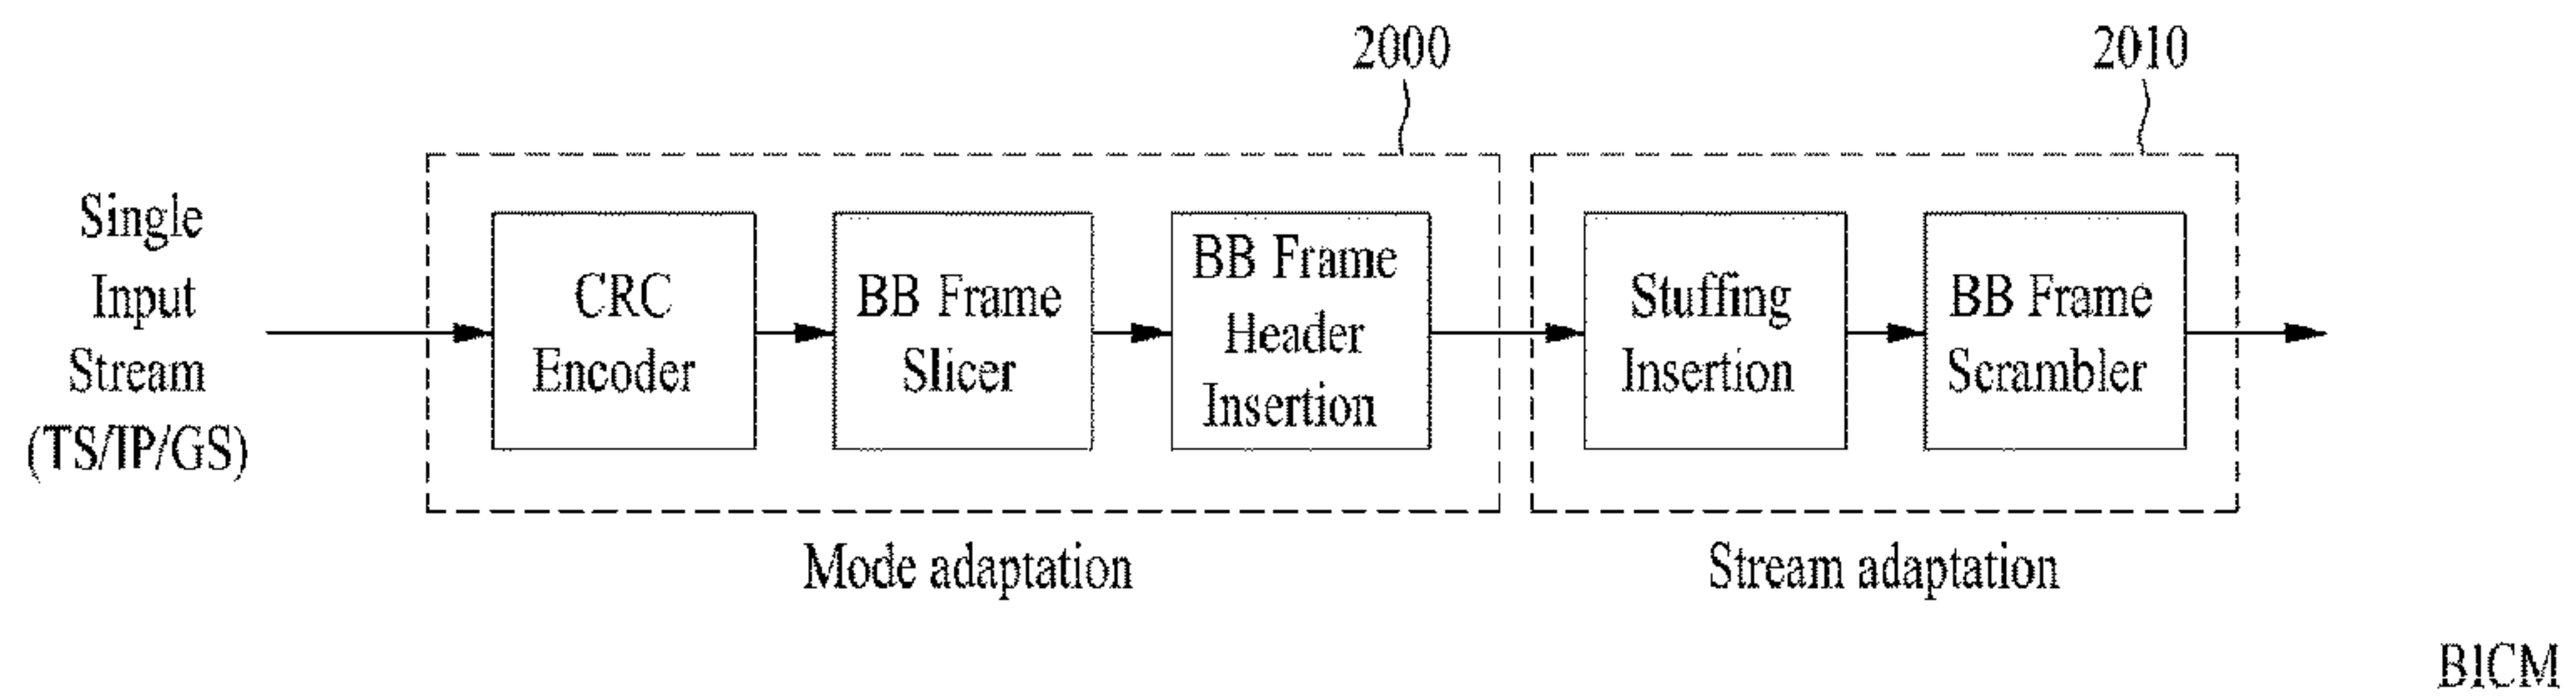 2000
2010
Single
Input
Stream
(TS/IP/GS)
CRC
Encoder
BB Frame
Slicer
BB Frame
Header
Insertion
Stuffing
Insertion
BB Frame
Scrambler
Mode adaptation
Stream adaptation
BICM